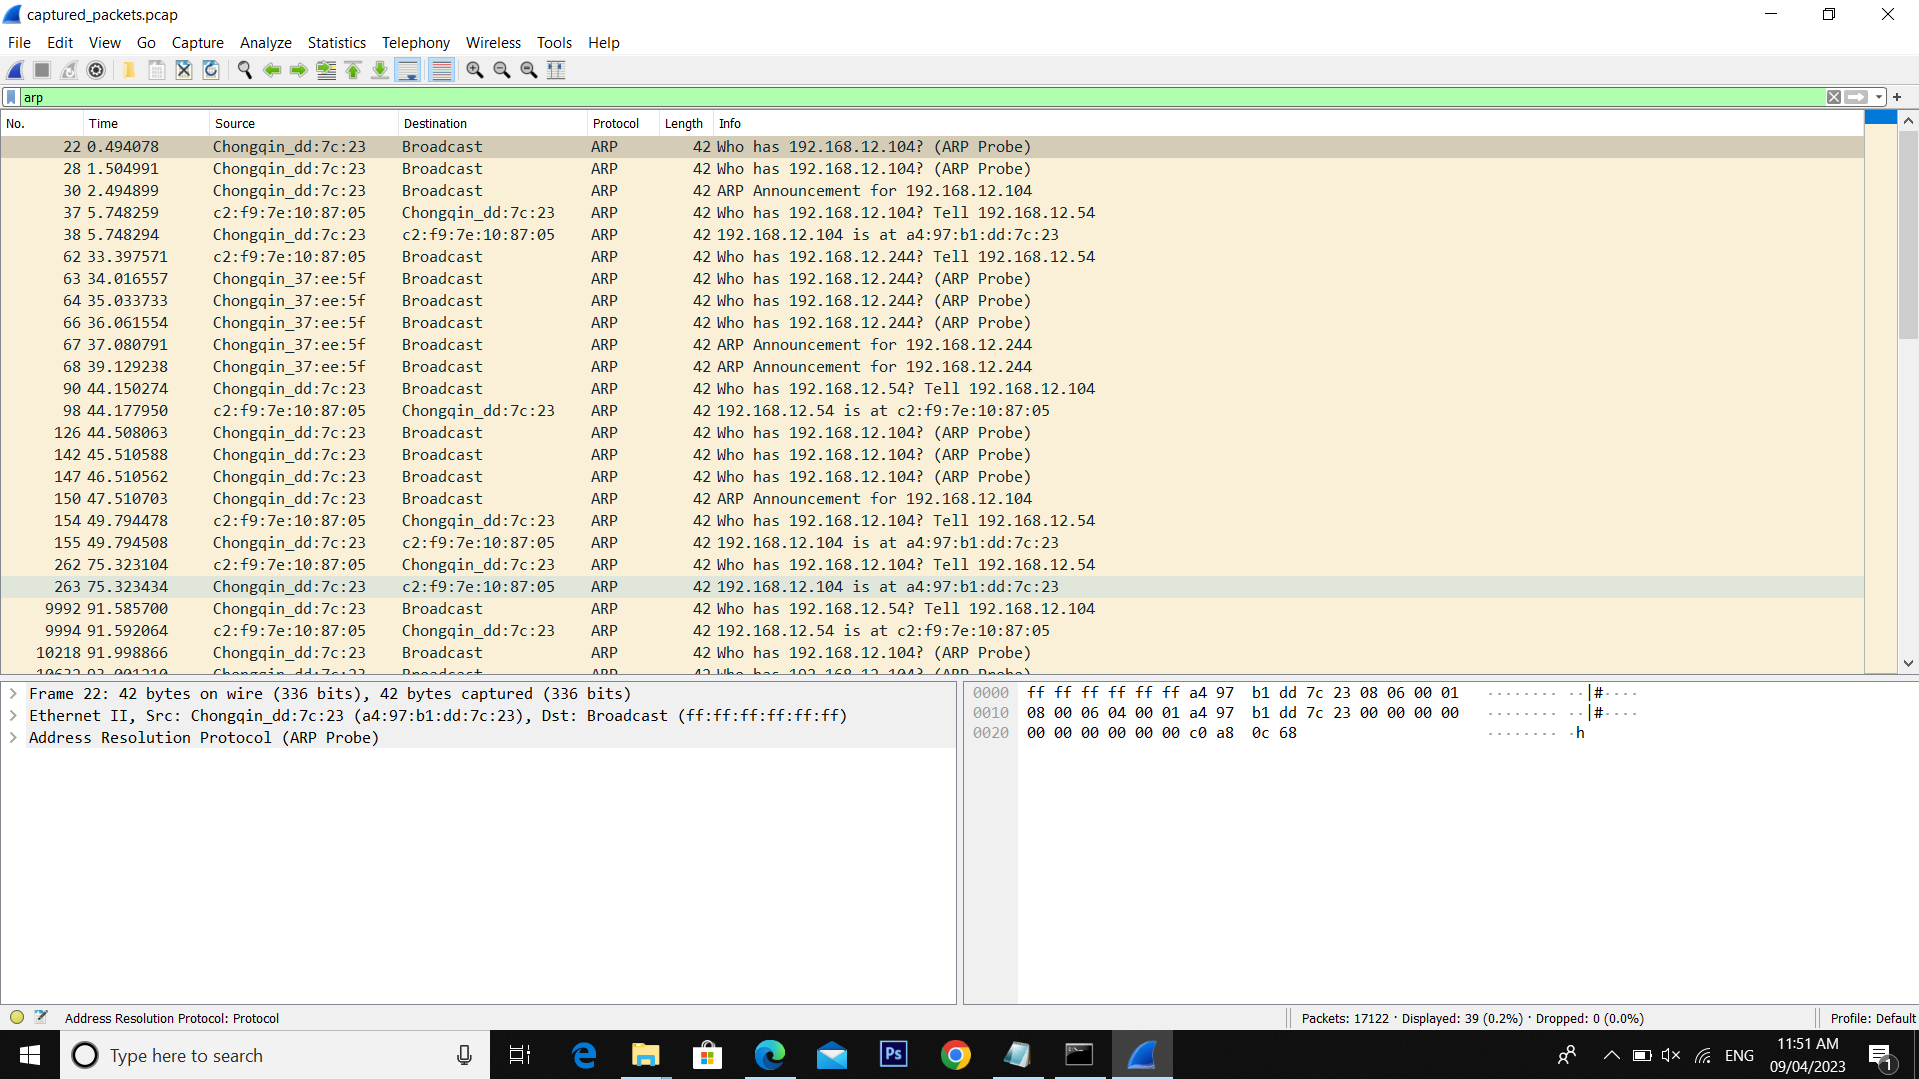 captured_packets.pcap
File Edit View Go Capture Analyze Statistics Telephony Wireless Tools Help
arp
No. Time Source Destination Protocol Length Info
22 0.494078 Chongqin_dd:7c:23 Broadcast ARP 42 Who has 192.168.12.104? (ARP Probe)
28 1.504991 Chongqin_dd:7c:23 Broadcast ARP 42 Who has 192.168.12.104? (ARP Probe)
30 2.494899 Chongqin_dd:7c:23 Broadcast ARP 42 ARP Announcement for 192.168.12.104
37 5.748259 c2:f9:7e:10:87:05 Chongqin_dd:7c:23 ARP 42 Who has 192.168.12.104? Tell 192.168.12.54
38 5.748294 Chongqin_dd:7c:23 c2:f9:7e:10:87:05 ARP 42 192.168.12.104 is at a4:97:b1:dd:7c:23
62 33.397571 c2:f9:7e:10:87:05 Broadcast ARP 42 Who has 192.168.12.244? Tell 192.168.12.54
63 34.016557 Chongqin_37:ee:5f Broadcast ARP 42 Who has 192.168.12.244? (ARP Probe)
64 35.033733 Chongqin_37:ee:5f Broadcast ARP 42 Who has 192.168.12.244? (ARP Probe)
66 36.061554 Chongqin_37:ee:5f Broadcast ARP 42 Who has 192.168.12.244? (ARP Probe)
67 37.080791 Chongqin_37:ee:5f Broadcast ARP 42 ARP Announcement for 192.168.12.244
68 39.129238 Chongqin_37:ee:5f Broadcast ARP 42 ARP Announcement for 192.168.12.244
90 44.150274 Chongqin_dd:7c:23 Broadcast ARP 42 Who has 192.168.12.54? Tell 192.168.12.104
98 44.177950 c2:f9:7e:10:87:05 Chongqin_dd:7c:23 ARP 42 192.168.12.54 is at c2:f9:7e:10:87:05
126 44.508063 Chongqin_dd:7c:23 Broadcast ARP 42 Who has 192.168.12.104? (ARP Probe)
142 45.510588 Chongqin_dd:7c:23 Broadcast ARP 42 Who has 192.168.12.104? (ARP Probe)
147 46.510562 Chongqin_dd:7c:23 Broadcast ARP 42 Who has 192.168.12.104? (ARP Probe)
150 47.510703 Chongqin_dd:7c:23 Broadcast ARP 42 ARP Announcement for 192.168.12.104
154 49.794478 c2:f9:7e:10:87:05 Chongqin_dd:7c:23 ARP 42 Who has 192.168.12.104? Tell 192.168.12.54
155 49.794508 Chongqin_dd:7c:23 c2:f9:7e:10:87:05 ARP 42 192.168.12.104 is at a4:97:b1:dd:7c:23
262 75.323104 c2:f9:7e:10:87:05 Chongqin_dd:7c:23 ARP 42 Who has 192.168.12.104? Tell 192.168.12.54
263 75.323434 Chongqin_dd:7c:23 c2:f9:7e:10:87:05 ARP 42 192.168.12.104 is at a4:97:b1:dd:7c:23
9992 91.585700 Chongqin_dd:7c:23 Broadcast ARP 42 Who has 192.168.12.54? Tell 192.168.12.104
9994 91.592064 c2:f9:7e:10:87:05 Chongqin_dd:7c:23 ARP 42 192.168.12.54 is at c2:f9:7e:10:87:05
10218 91.998866 Chongqin_dd:7c:23 Broadcast ARP 42 Who has 192.168.12.104? (ARP Probe)
Frame 22: 42 bytes on wire (336 bits), 42 bytes captured (336 bits)
Ethernet II, Src: Chongqin_dd:7c:23 (a4:97:b1:dd:7c:23), Dst: Broadcast (ff:ff:ff:ff:ff:ff)
Address Resolution Protocol (ARP Probe)
0000 ff ff ff ff ff ff a4 97 b1 dd 7c 23 08 06 00 01 ········ ··|#····
0010 08 00 06 04 00 01 a4 97 b1 dd 7c 23 00 00 00 00 ········ ··|#····
0020 00 00 00 00 00 00 c0 a8 0c 68 ········ ·h
Address Resolution Protocol: Protocol
Packets: 17122 · Displayed: 39 (0.2%) · Dropped: 0 (0.0%)
Profile: Default
Type here to search
Ps
ENG
11:51 AM
09/04/2023
1